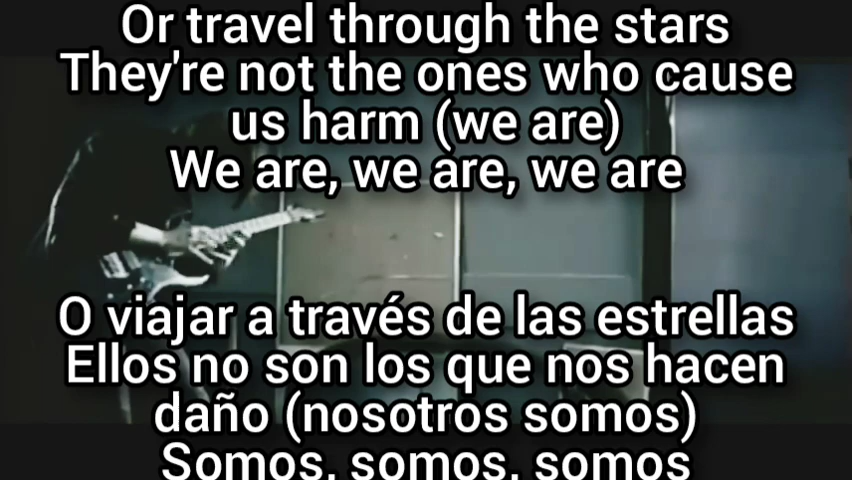 Or travel through the stars
They're not the ones who cause
us harm (we are)
We are, we are, we are
O viajar a través de las estrellas
Ellos no son los que nos hacen
daño (nosotros somos)
Somos, somos, somos